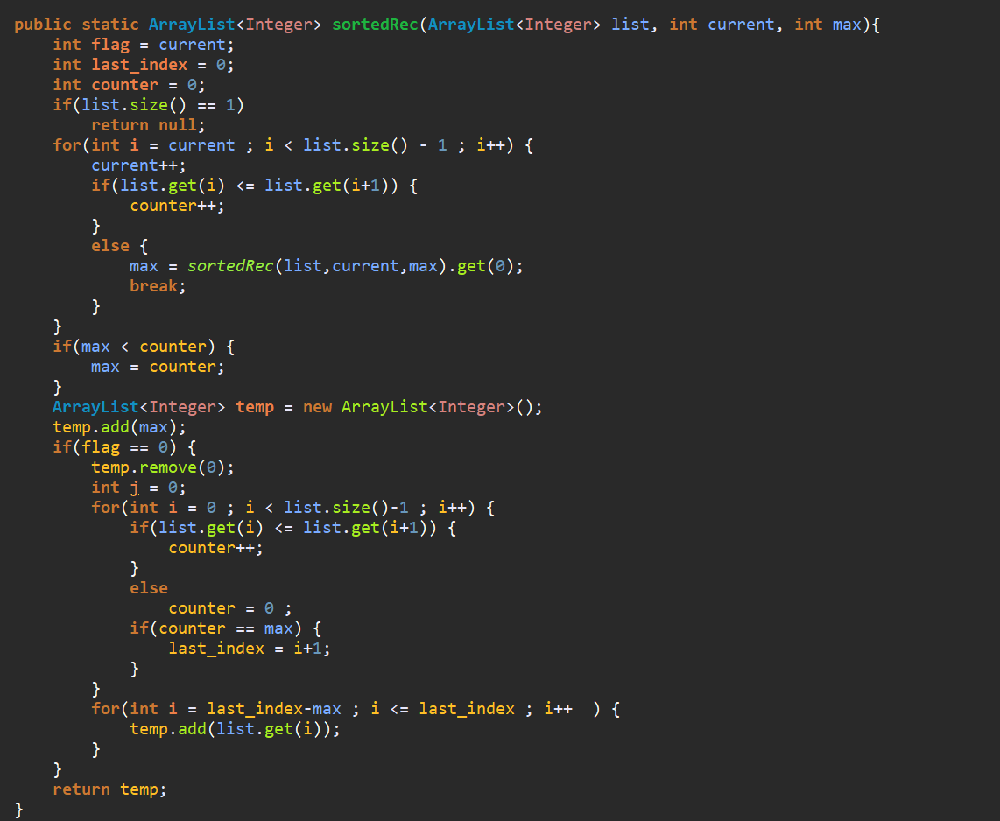 public static ArrayList<Integer> sortedRec(ArrayList<Integer> list, int current, int max){
    int flag = current;
    int last_index = 0;
    int counter = 0;
    if(list.size() == 1)
        return null;
    for(int i = current ; i < list.size() - 1 ; i++) {
        current++;
        if(list.get(i) <= list.get(i+1)) {
            counter++;
        }
        else {
            max = sortedRec(list,current,max).get(0);
            break;
        }
    }
    if(max < counter) {
        max = counter;
    }
    ArrayList<Integer> temp = new ArrayList<Integer>();
    temp.add(max);
    if(flag == 0) {
        temp.remove(0);
        int j = 0;
        for(int i = 0 ; i < list.size()-1 ; i++) {
            if(list.get(i) <= list.get(i+1)) {
                counter++;
            }
            else
                counter = 0 ;
            if(counter == max) {
                last_index = i+1;
            }
        }
        for(int i = last_index-max ; i <= last_index ; i++  ) {
            temp.add(list.get(i));
        }
    }
    return temp;
}